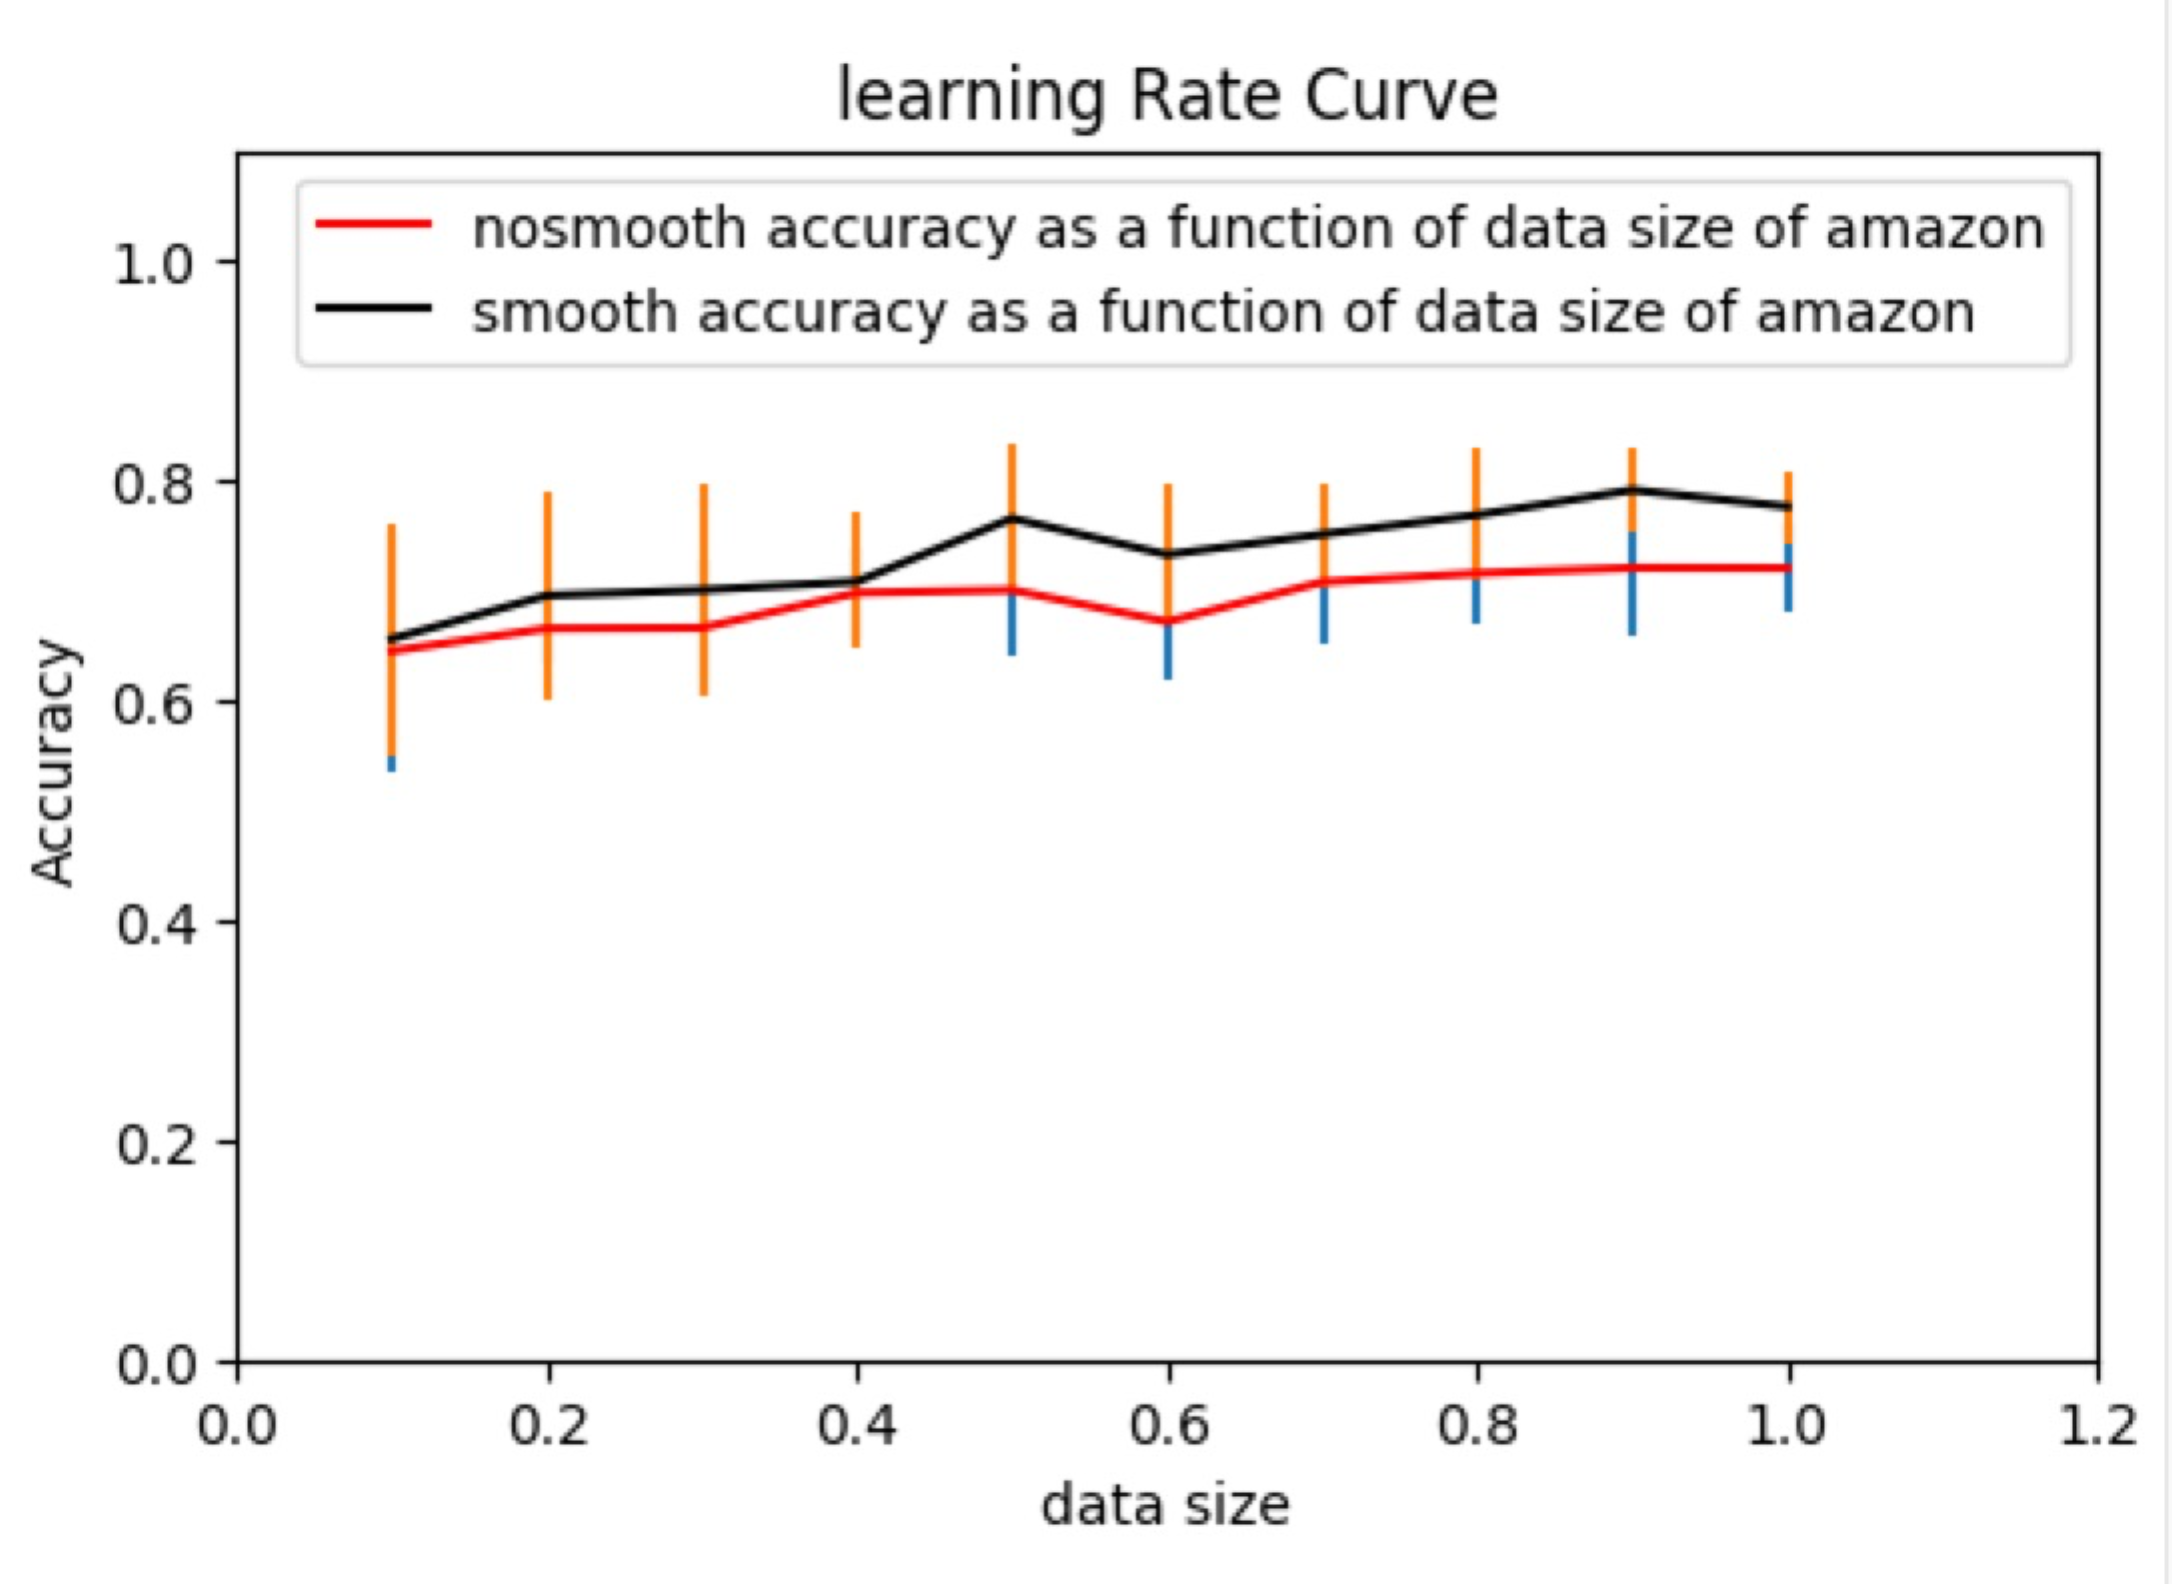 learning Rate Curve
nosmooth accuracy as a function of data size of amazon
smooth accuracy as a function of data size of amazon
1.0
0.8
0.6
0.4
0.2
0.0
Accuracy
0.0 0.2 0.4 0.6 0.8 1.0 1.2
data size